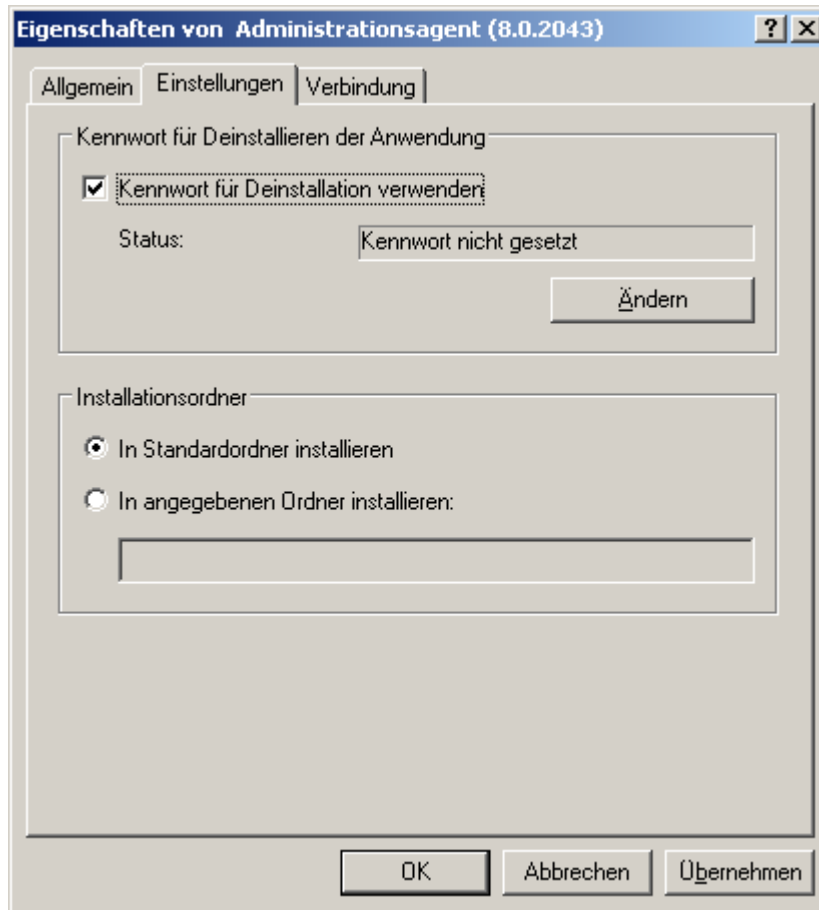 Eigenschaften von Administrationsagent (8.0.2043)
Allgemein Einstellungen Verbindung
Kennwort für Deinstallieren der Anwendung
Kennwort für Deinstallation verwenden
Status: Kennwort nicht gesetzt
Ändern
Installationsordner
In Standardordner installieren
In angegebenen Ordner installieren:
OK Abbrechen Übernehmen